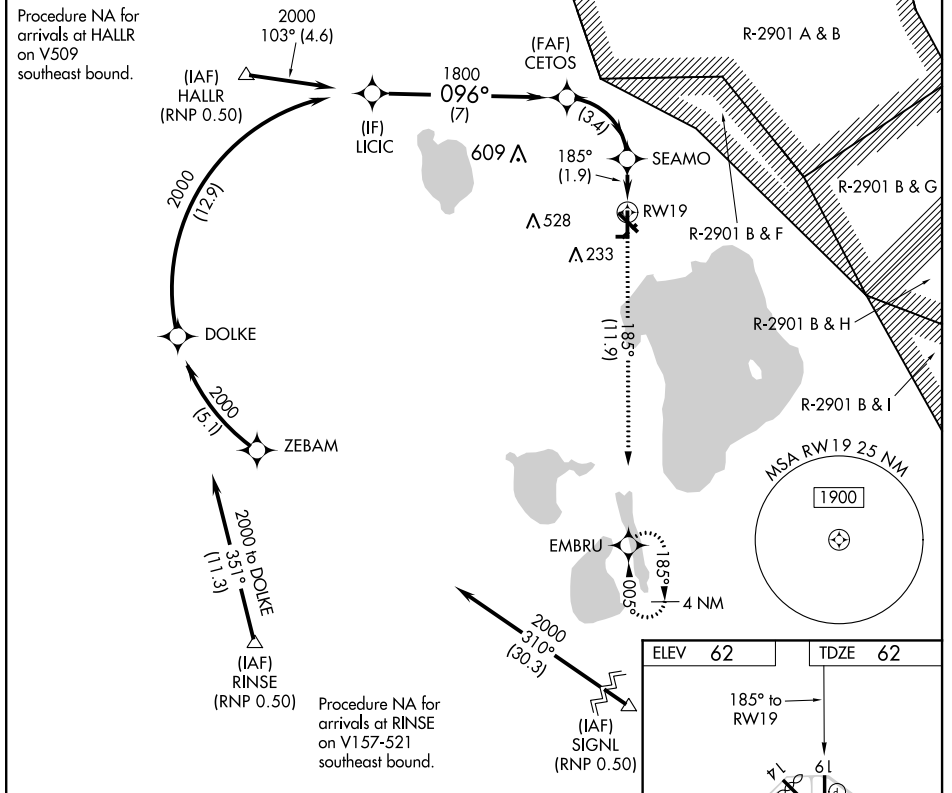 Procedure NA for
arrivals at HALLR
on V509
southeast bound.
2000
103° (4.6)
(IAF)
HALLR
(RNP 0.50)
(IF)
LICIC
1800
096°
(7)
(FAF)
CETOS
(3.4)
SEAMO
185°
(1.9)
RW19
609
528
233
R-2901 A & B
R-2901 B & G
R-2901 B & F
R-2901 B & H
R-2901 B & I
2000
(12.9)
DOLKE
2000
(5.1)
ZEBAM
2000 to DOLKE
351°
(11.3)
(IAF)
RINSE
(RNP 0.50)
Procedure NA for
arrivals at RINSE
on V157-521
southeast bound.
185°
(11.9)
EMBRU
185°
005°
4 NM
2000
310°
(30.3)
(IAF)
SIGNL
(RNP 0.50)
MSA RW19 25 NM
1900
ELEV 62
TDZE 62
185° to
RW19
14
19